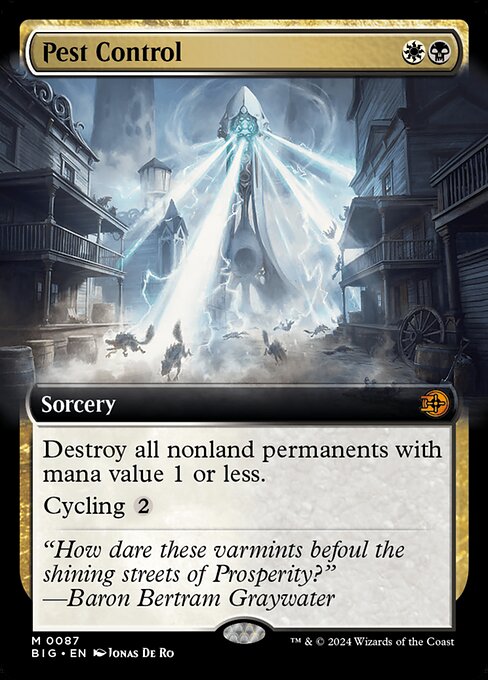 Pest Control
Sorcery
Destroy all nonland permanents with
mana value 1 or less.
Cycling 2
“How dare these varmints befoul the
shining streets of Prosperity?”
—Baron Bertram Graywater
M 0087
BIG • EN Jonas De Ro
™ & © 2024 Wizards of the Coast